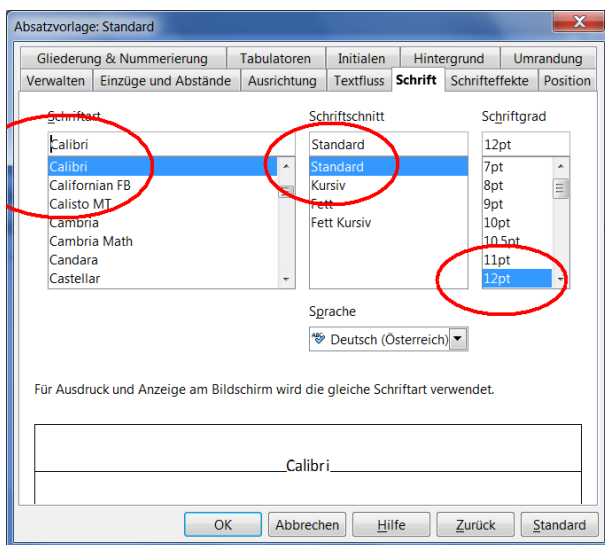 Absatzvorlage: Standard
Gliederung & Nummerierung Tabulatoren Initialen Hintergrund Umrandung
Verwalten Einzüge und Abstände Ausrichtung Textfluss Schrift Schrifteffekte Position
Schriftart Schriftschnitt Schriftgrad
Calibri Standard 12pt
Calibri Standard 7pt
Californian FB Kursiv 8pt
Calisto MT Fett 9pt
Cambria Fett Kursiv 10pt
Cambria Math 10,5pt
Candara 11pt
Castellar 12pt
Sprache
Deutsch (Österreich)
Für Ausdruck und Anzeige am Bildschirm wird die gleiche Schriftart verwendet.
Calibri
OK Abbrechen Hilfe Zurück Standard